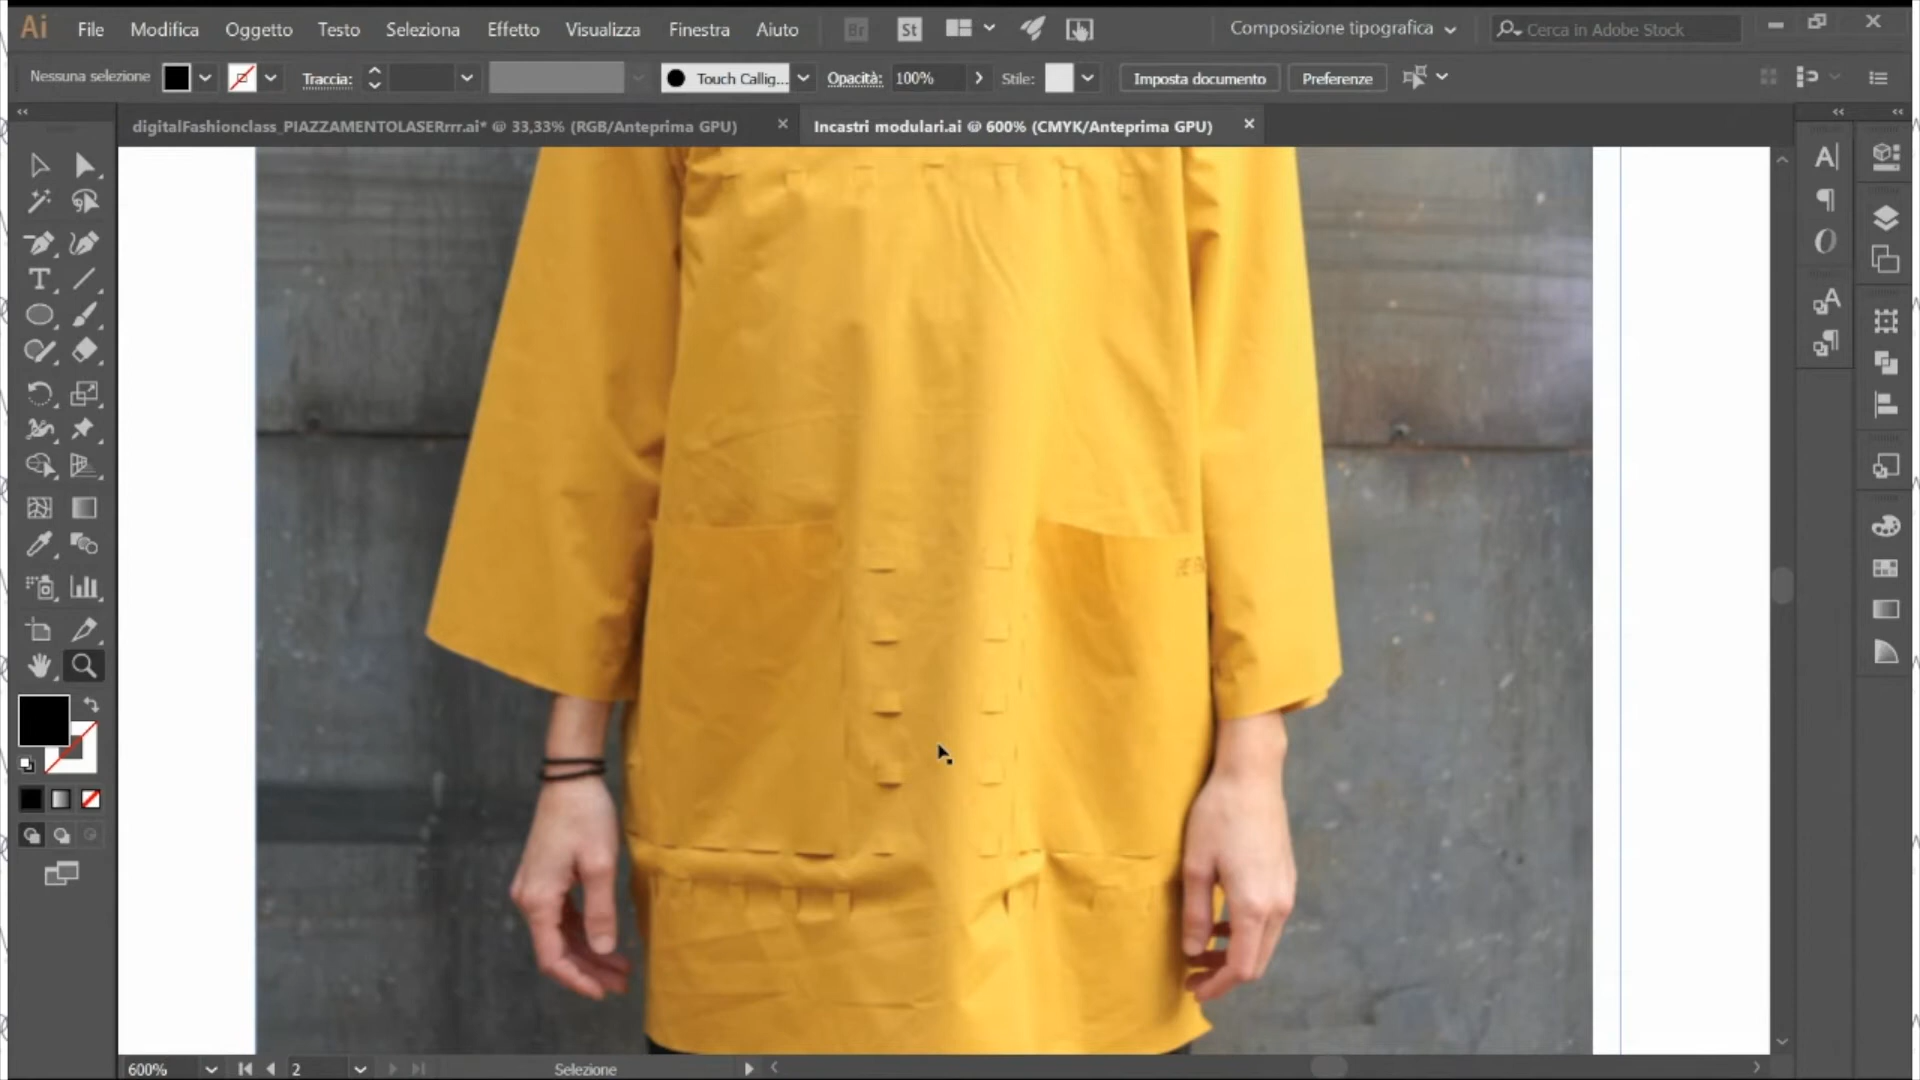 Ai File Modifica Oggetto Testo Seleziona Effetto Visualizza Finestra Aiuto Br St Composizione tipografica Cerca in Adobe Stock
Nessuna selezione Traccia: Touch Callig... Opacità: 100% Stile: Imposta documento Preferenze
digitalFashionclass_PIAZZAMENTOLASERrrr.ai* @ 33,33% (RGB/Anteprima GPU) Incastri modulari.ai @ 600% (CMYK/Anteprima GPU)
600% 2 Selezione